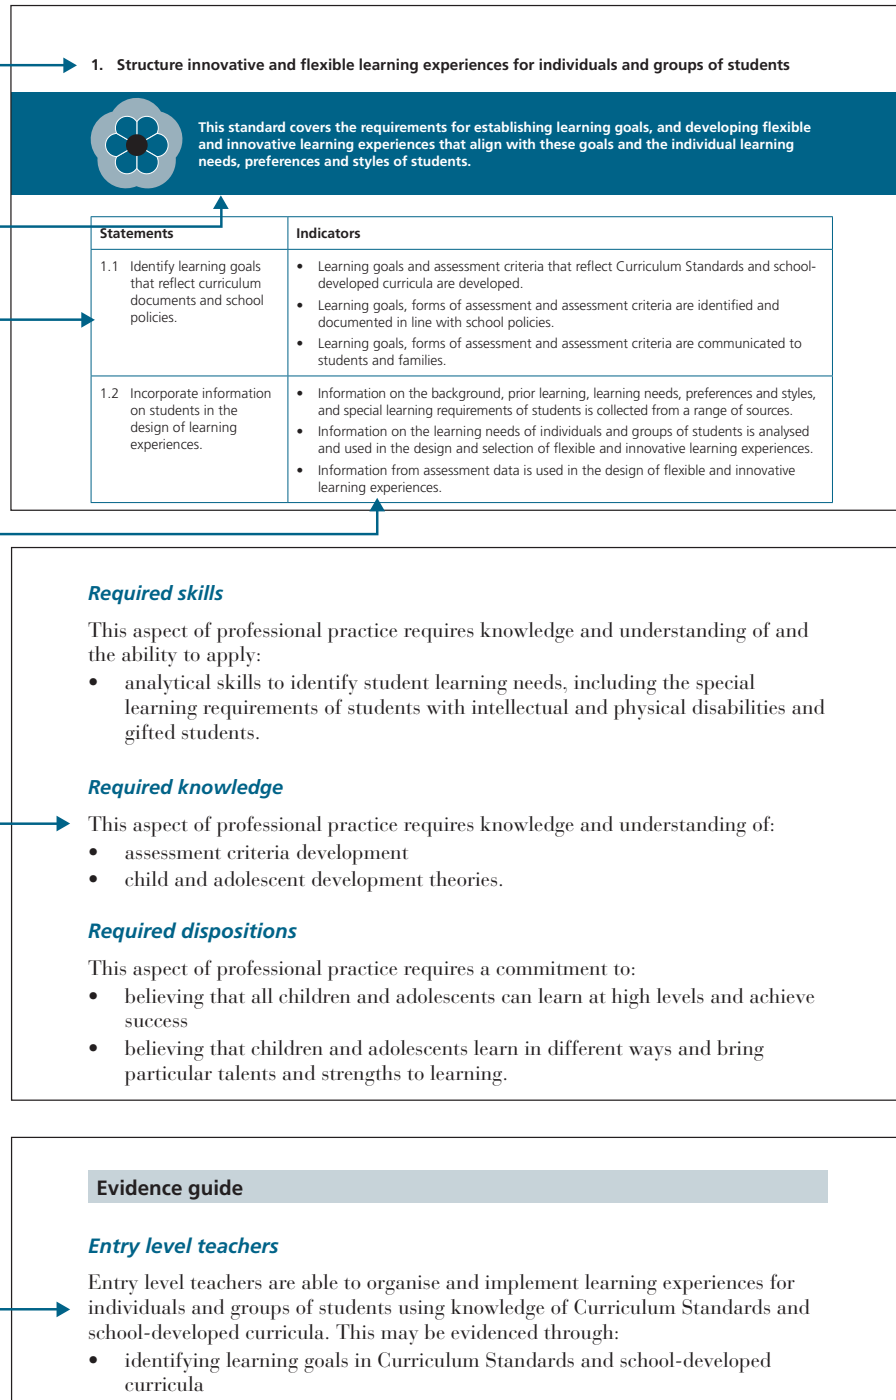 1. Structure innovative and flexible learning experiences for individuals and groups of students
This standard covers the requirements for establishing learning goals, and developing flexible
and innovative learning experiences that align with these goals and the individual learning
needs, preferences and styles of students.
Statements
Indicators
1.1 Identify learning goals
that reflect curriculum
documents and school
policies.
• Learning goals and assessment criteria that reflect Curriculum Standards and school-
developed curricula are developed.
• Learning goals, forms of assessment and assessment criteria are identified and
documented in line with school policies.
• Learning goals, forms of assessment and assessment criteria are communicated to
students and families.
1.2 Incorporate information
on students in the
design of learning
experiences.
• Information on the background, prior learning, learning needs, preferences and styles,
and special learning requirements of students is collected from a range of sources.
• Information on the learning needs of individuals and groups of students is analysed
and used in the design and selection of flexible and innovative learning experiences.
• Information from assessment data is used in the design of flexible and innovative
learning experiences.
Required skills
This aspect of professional practice requires knowledge and understanding of and
the ability to apply:
• analytical skills to identify student learning needs, including the special
learning requirements of students with intellectual and physical disabilities and
gifted students.
Required knowledge
This aspect of professional practice requires knowledge and understanding of:
• assessment criteria development
• child and adolescent development theories.
Required dispositions
This aspect of professional practice requires a commitment to:
• believing that all children and adolescents can learn at high levels and achieve
success
• believing that children and adolescents learn in different ways and bring
particular talents and strengths to learning.
Evidence guide
Entry level teachers
Entry level teachers are able to organise and implement learning experiences for
individuals and groups of students using knowledge of Curriculum Standards and
school-developed curricula. This may be evidenced through:
• identifying learning goals in Curriculum Standards and school-developed
curricula